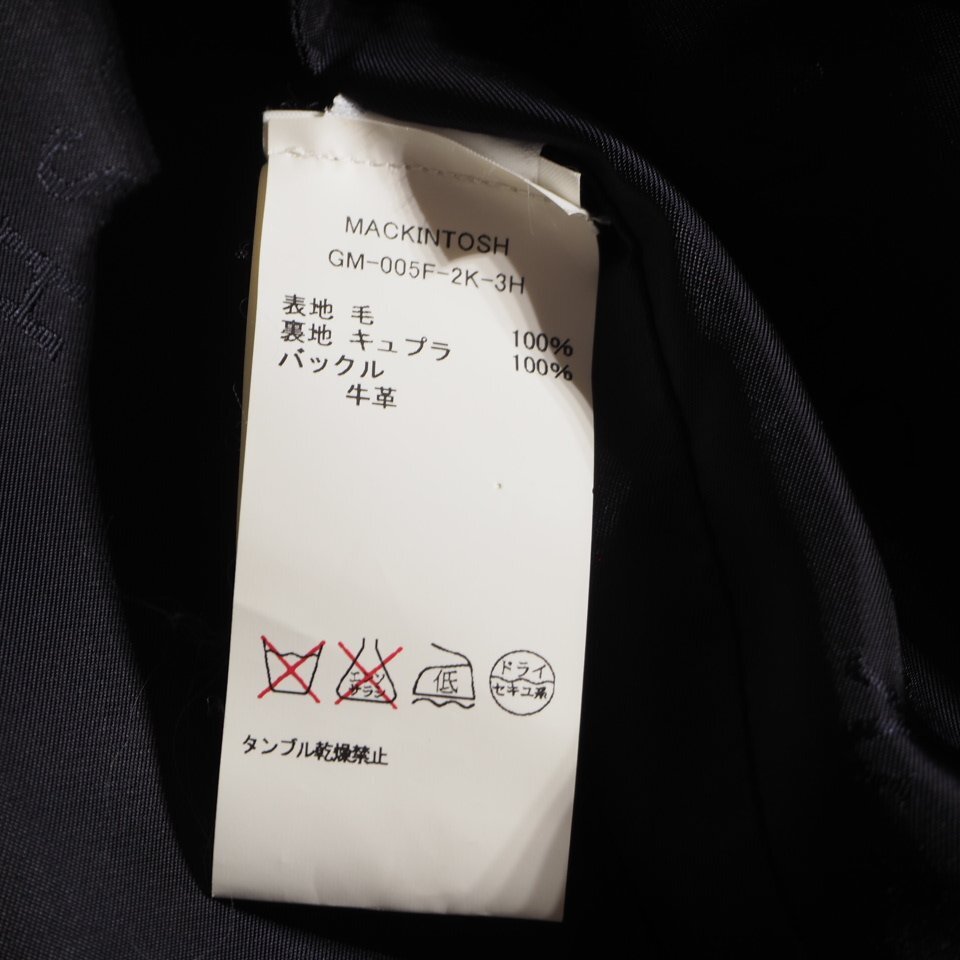 MACKINTOSH
GM-005F-2K-3H
表地 毛 100%
裏地 キュプラ 100%
バックル
牛革
エンソ
サラシ
低
ドライ
セキユ系
タンブル乾燥禁止